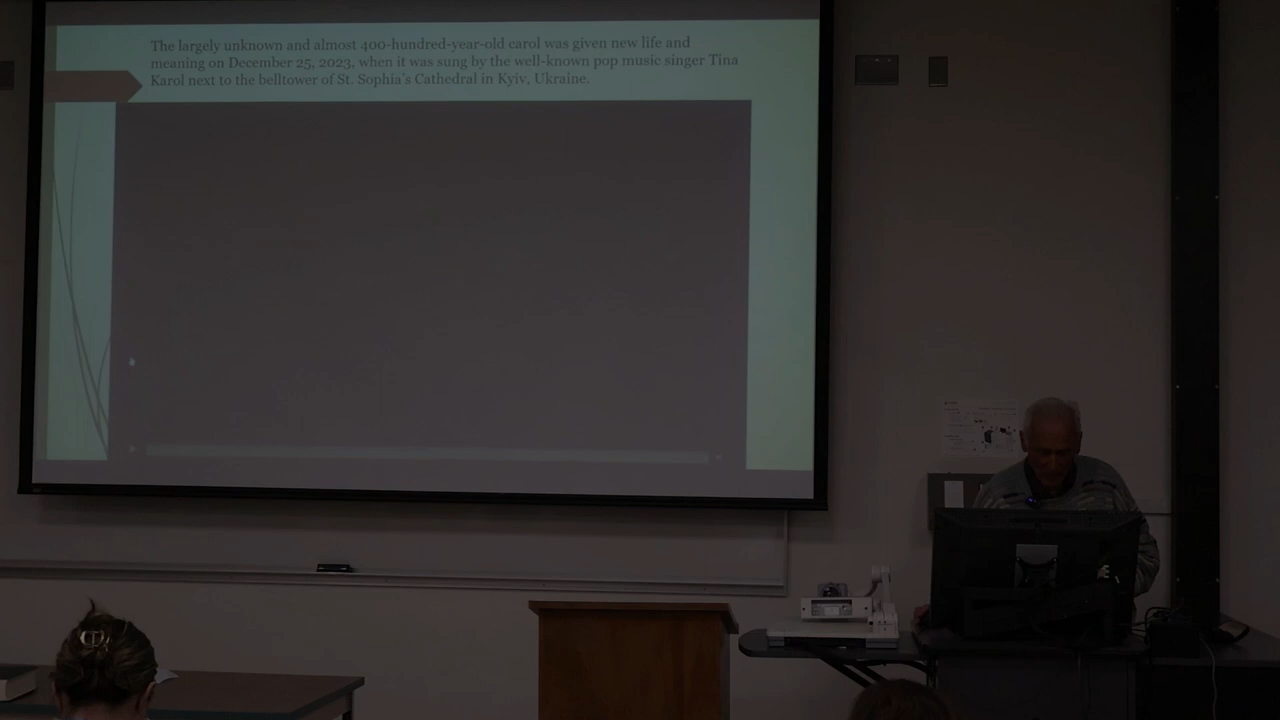 The largely unknown and almost 400-hundred-year-old carol was given new life and
meaning on December 25, 2023, when it was sung by the well-known pop music singer Tina
Karol next to the belltower of St. Sophia's Cathedral in Kyiv, Ukraine.